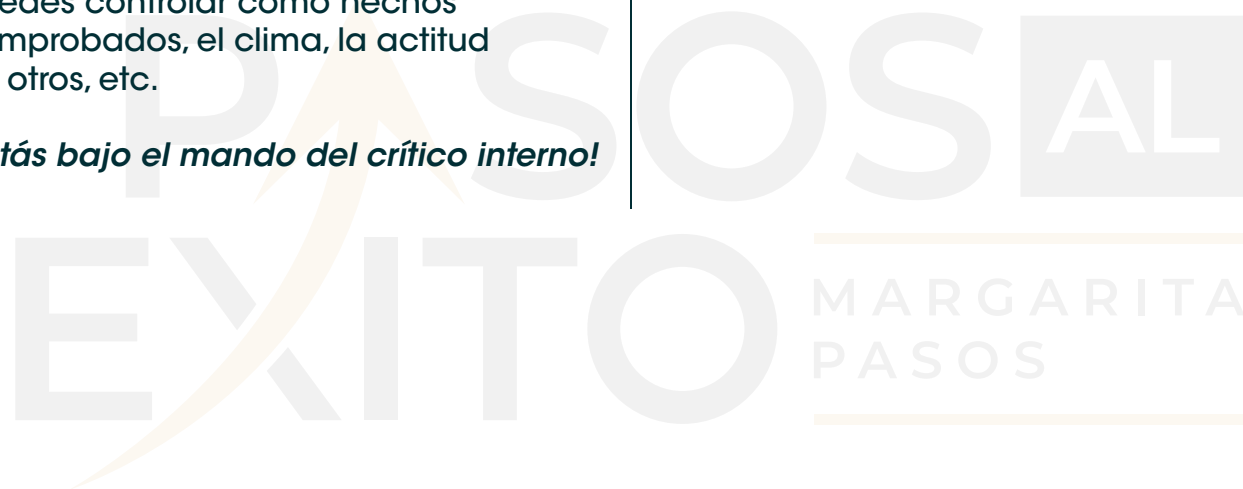 edes controlar como hechos
mprobados, el clima, la actitud
otros, etc.
tás bajo el mando del crítico interno!
PASOS AL
EXITO
MARGARITA
PASOS